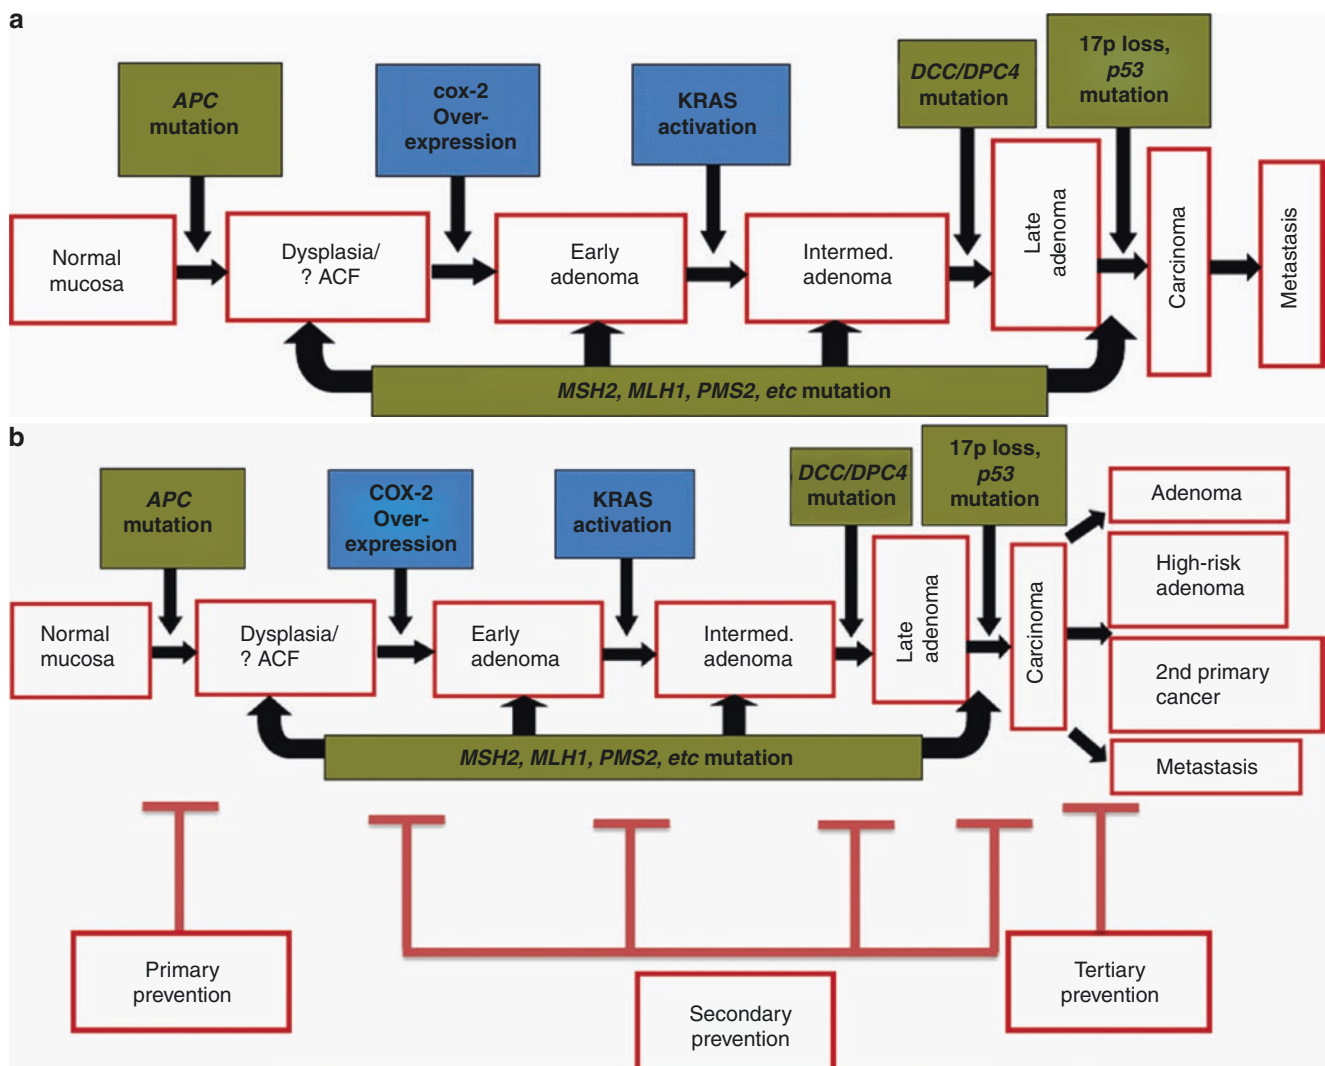 a
APC
mutation
cox-2
Over-
expression
KRAS
activation
DCC/DPC4
mutation
17p loss,
p53
mutation
Normal
mucosa
Dysplasia/
? ACF
Early
adenoma
Intermed.
adenoma
Late
adenoma
Carcinoma
Metastasis
MSH2, MLH1, PMS2, etc mutation
b
APC
mutation
COX-2
Over-
expression
KRAS
activation
DCC/DPC4
mutation
17p loss,
p53
mutation
Normal
mucosa
Dysplasia/
? ACF
Early
adenoma
Intermed.
adenoma
Late
adenoma
Carcinoma
Adenoma
High-risk
adenoma
2nd primary
cancer
Metastasis
MSH2, MLH1, PMS2, etc mutation
Primary
prevention
Secondary
prevention
Tertiary
prevention